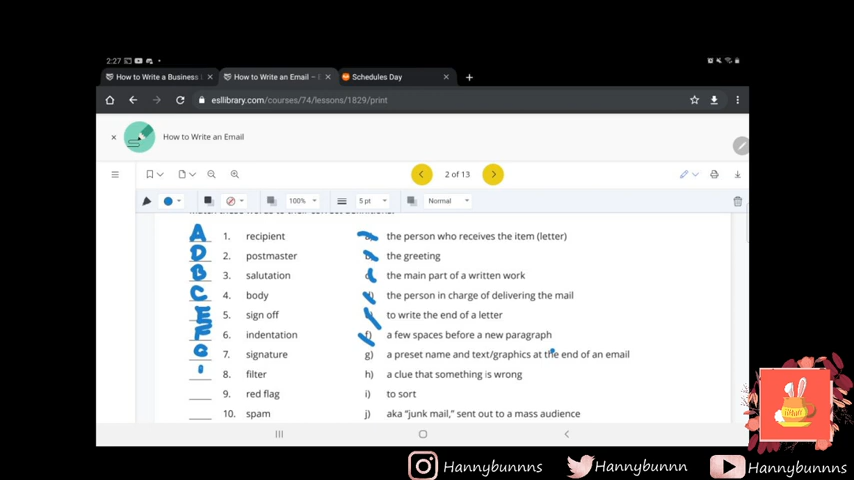 2:27
How to Write a Business
How to Write an Email –
Schedules Day
esllibrary.com/courses/74/lessons/1829/print
How to Write an Email
2 of 13
100% 5 pt Normal
A 1. recipient a) the person who receives the item (letter)
D 2. postmaster b) the greeting
B 3. salutation c) the main part of a written work
C 4. body d) the person in charge of delivering the mail
E 5. sign off e) to write the end of a letter
F 6. indentation f) a few spaces before a new paragraph
G 7. signature g) a preset name and text/graphics at the end of an email
8. filter h) a clue that something is wrong
9. red flag i) to sort
10. spam j) aka "junk mail," sent out to a mass audience
Hannybunnns Hannybunnn Hannybunnns